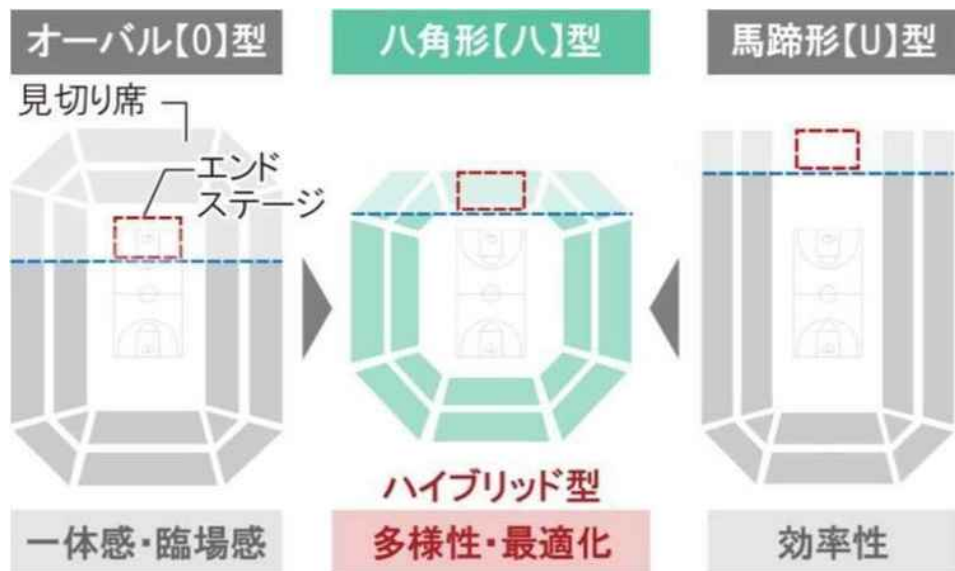 オーバル【O】型
八角形【八】型
馬蹄形【U】型
見切り席
エンド
ステージ
ハイブリッド型
一体感・臨場感
多様性・最適化
効率性